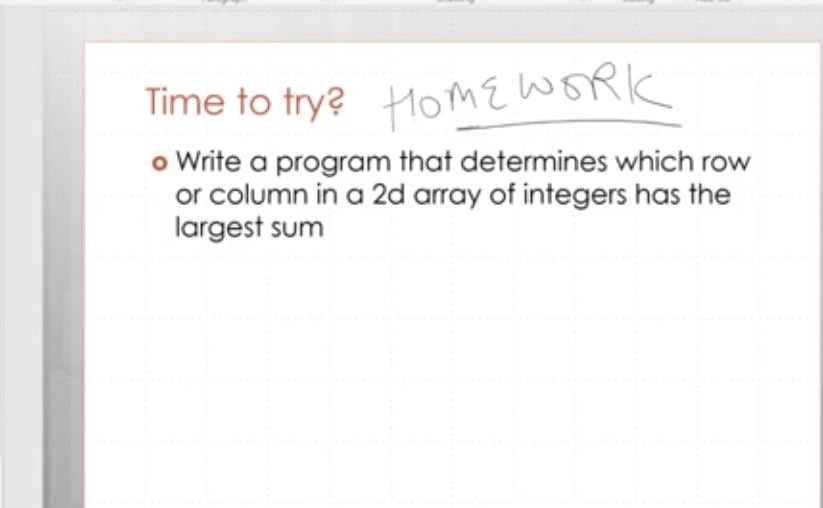 Time to try? HOMEWORK
Write a program that determines which row
or column in a 2d array of integers has the
largest sum